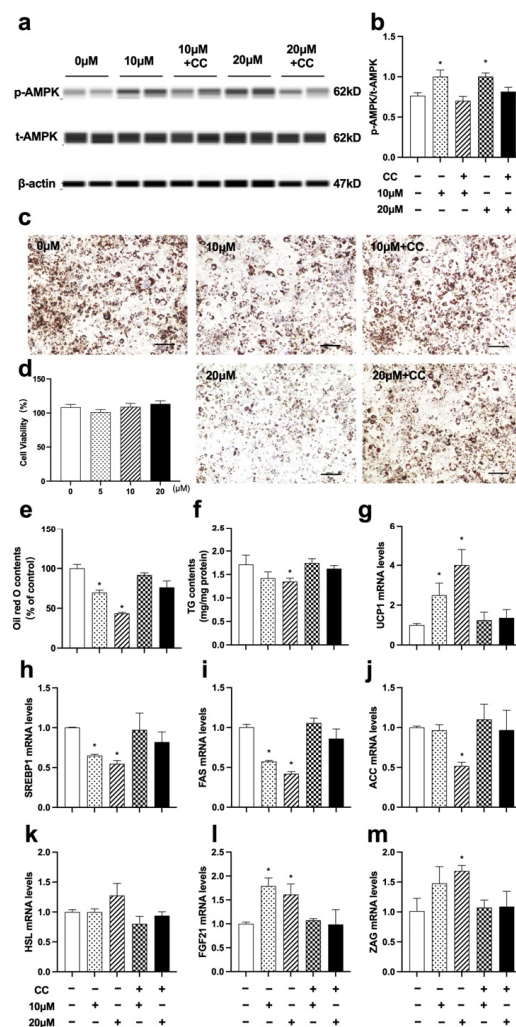 a
0μM 10μM 10μM +CC 20μM 20μM +CC
p-AMPK 62kD
t-AMPK 62kD
β-actin 47kD
b
p-AMPK/t-AMPK
1.5
1.0
0.5
0.0
* *
CC - - + - +
10μM - + + - -
20μM - - - + +
c
0μM
10μM
10μM+CC
20μM
20μM+CC
d
Cell Viability (%)
150
100
50
0
0 5 10 20 (μM)
e
Oil red O contents (% of control)
150
100
50
0
* *
f
TG contents (mg/mg protein)
2.5
2.0
1.5
1.0
0.5
0.0
*
g
UCP1 mRNA levels
6
4
2
0
* *
h
SREBP1 mRNA levels
1.5
1.0
0.5
0.0
* *
i
FAS mRNA levels
1.5
1.0
0.5
0.0
* *
j
ACC mRNA levels
1.5
1.0
0.5
0.0
*
k
HSL mRNA levels
2.0
1.5
1.0
0.5
0.0
l
FGF21 mRNA levels
2.5
2.0
1.5
1.0
0.5
0.0
* *
m
ZAG mRNA levels
2.0
1.5
1.0
0.5
0.0
*
CC - - - + + - - - + + - - - + +
10μM - + - + - - + - + - - + - + -
20μM - - + - + - - + - + - - + - +